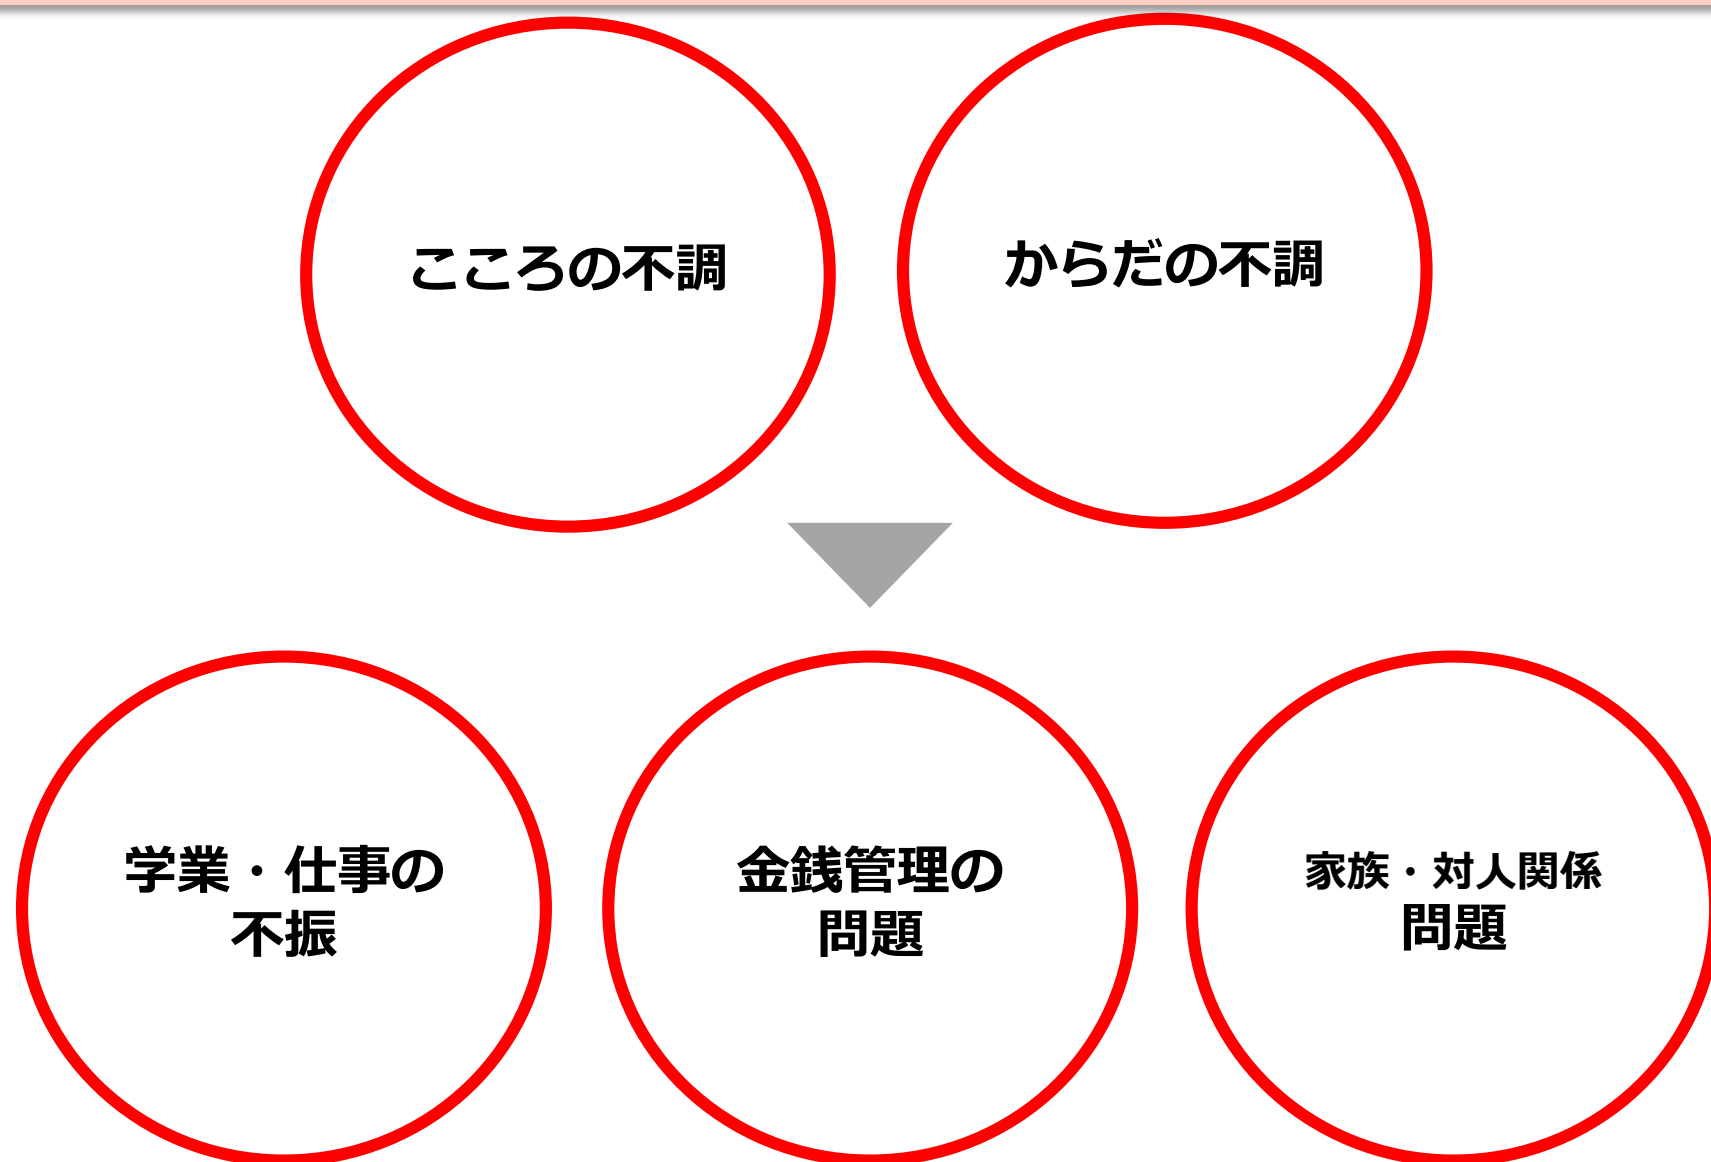 こころの不調
からだの不調
学業・仕事の
不振
金銭管理の
問題
家族・対人関係
問題